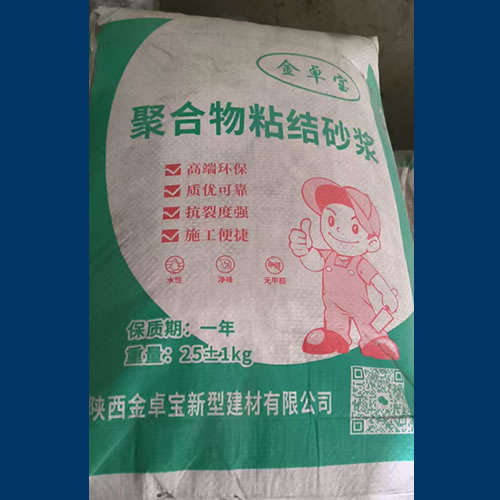 金卓宝
聚合物粘结砂浆
高端环保
质优可靠
抗裂度强
施工便捷
水性 净味 无甲醛
保质期：一年
重量：25±1kg
陕西金卓宝新型建材有限公司